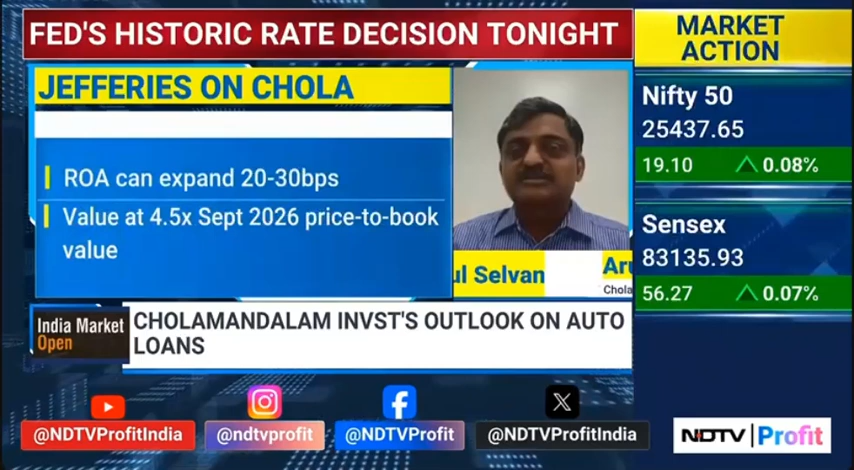 FED'S HISTORIC RATE DECISION TONIGHT
MARKET
ACTION
JEFFERIES ON CHOLA
ROA can expand 20-30bps
Value at 4.5x Sept 2026 price-to-book
value
ul Selvan
Aru
Chola
Nifty 50
25437.65
19.10 0.08%
Sensex
83135.93
56.27 0.07%
India Market
Open
CHOLAMANDALAM INVST'S OUTLOOK ON AUTO
LOANS
@NDTVProfitIndia
@ndtvprofit
@NDTVProfit
@NDTVProfitIndia
NDTV Profit